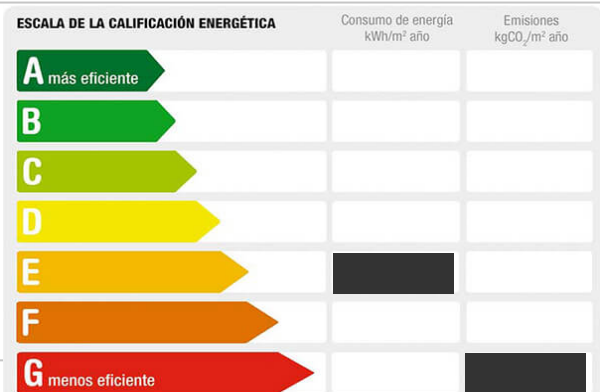 ESCALA DE LA CALIFICACIÓN ENERGÉTICA
Consumo de energía
kWh/m² año
Emisiones
kgCO₂/m² año
A más eficiente
B
C
D
E
F
G menos eficiente